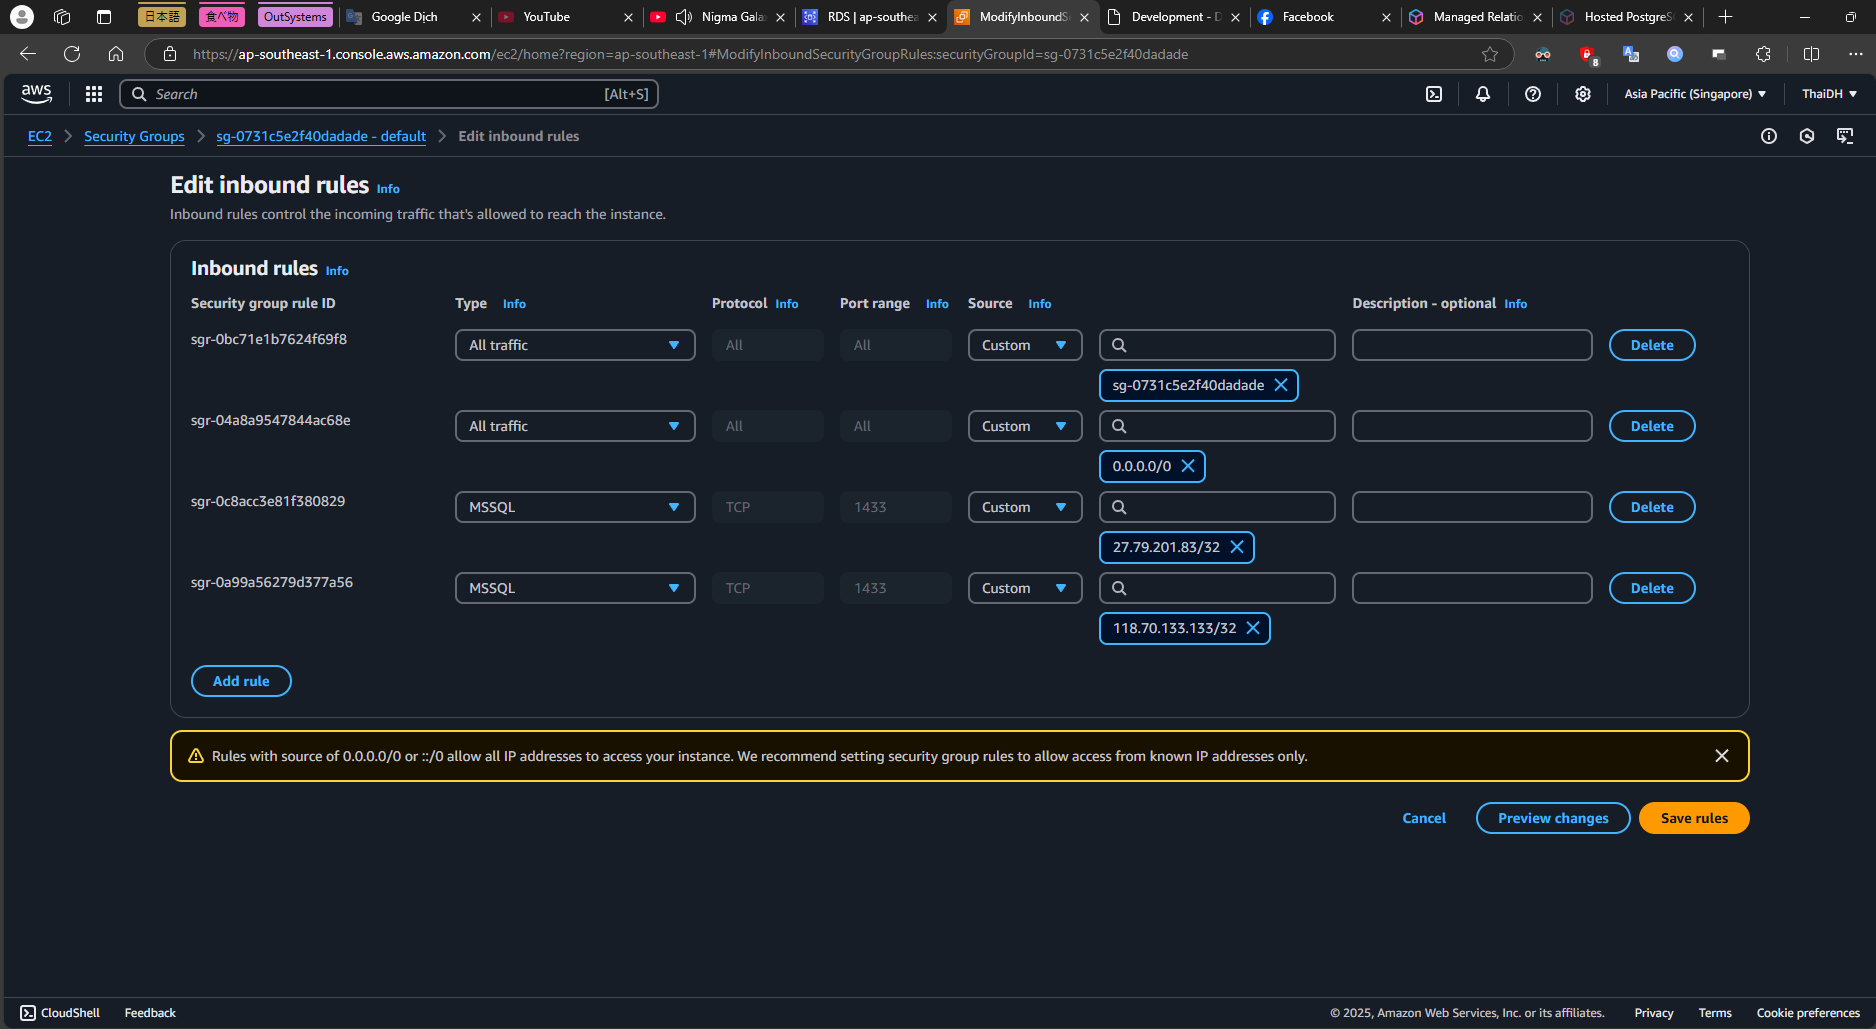 日本語 食べ物 OutSystems Google Dịch YouTube Nigma Gala RDS | ap-southea ModifyInboundS Development - D Facebook Managed Relatio Hosted PostgreS
https://ap-southeast-1.console.aws.amazon.com/ec2/home?region=ap-southeast-1#ModifyInboundSecurityGroupRules:securityGroupId=sg-0731c5e2f40dadade 8
aws Search [Alt+S] Asia Pacific (Singapore) ThaiDH
EC2 Security Groups sg-0731c5e2f40dadade - default Edit inbound rules
Edit inbound rules Info
Inbound rules control the incoming traffic that's allowed to reach the instance.
Inbound rules Info
Security group rule ID Type Info Protocol Info Port range Info Source Info Description - optional Info
sgr-0bc71e1b7624f69f8 All traffic All All Custom Delete
sg-0731c5e2f40dadade
sgr-04a8a9547844ac68e All traffic All All Custom Delete
0.0.0.0/0
sgr-0c8acc3e81f380829 MSSQL TCP 1433 Custom Delete
27.79.201.83/32
sgr-0a99a56279d377a56 MSSQL TCP 1433 Custom Delete
118.70.133.133/32
Add rule
Rules with source of 0.0.0.0/0 or ::/0 allow all IP addresses to access your instance. We recommend setting security group rules to allow access from known IP addresses only.
Cancel Preview changes Save rules
CloudShell Feedback © 2025, Amazon Web Services, Inc. or its affiliates. Privacy Terms Cookie preferences